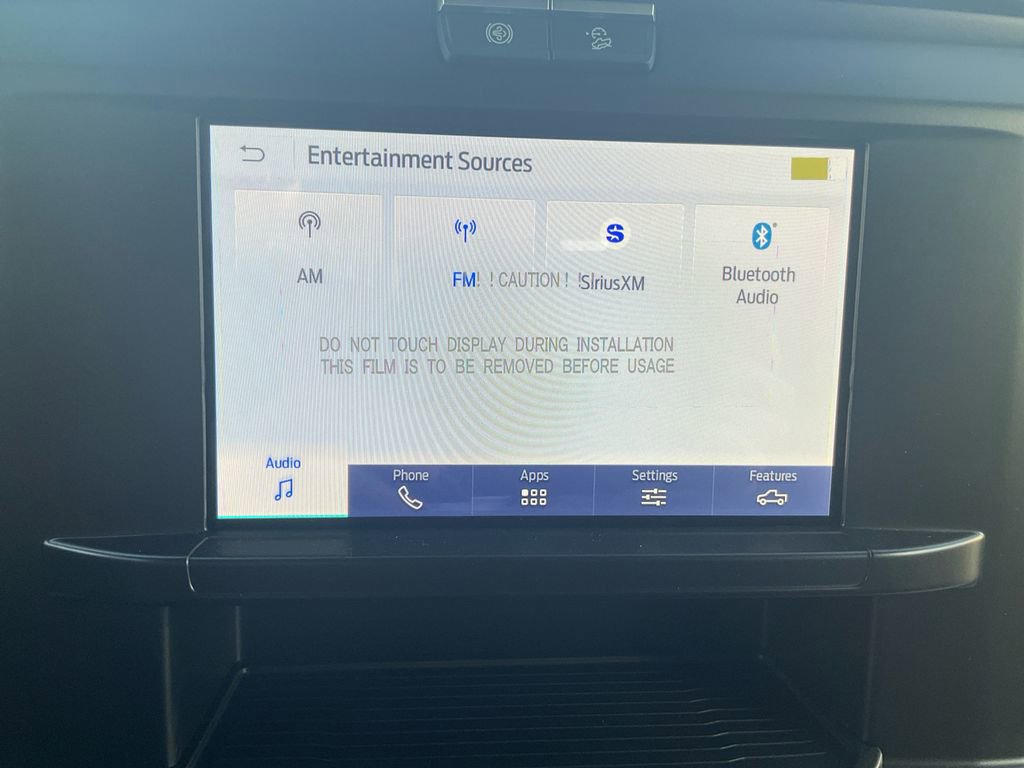 Entertainment Sources
AM
FM
! ! CAUTION ! !
SiriusXM
Bluetooth
Audio
DO NOT TOUCH DISPLAY DURING INSTALLATION
THIS FILM IS TO BE REMOVED BEFORE USAGE
Audio
Phone
Apps
Settings
Features